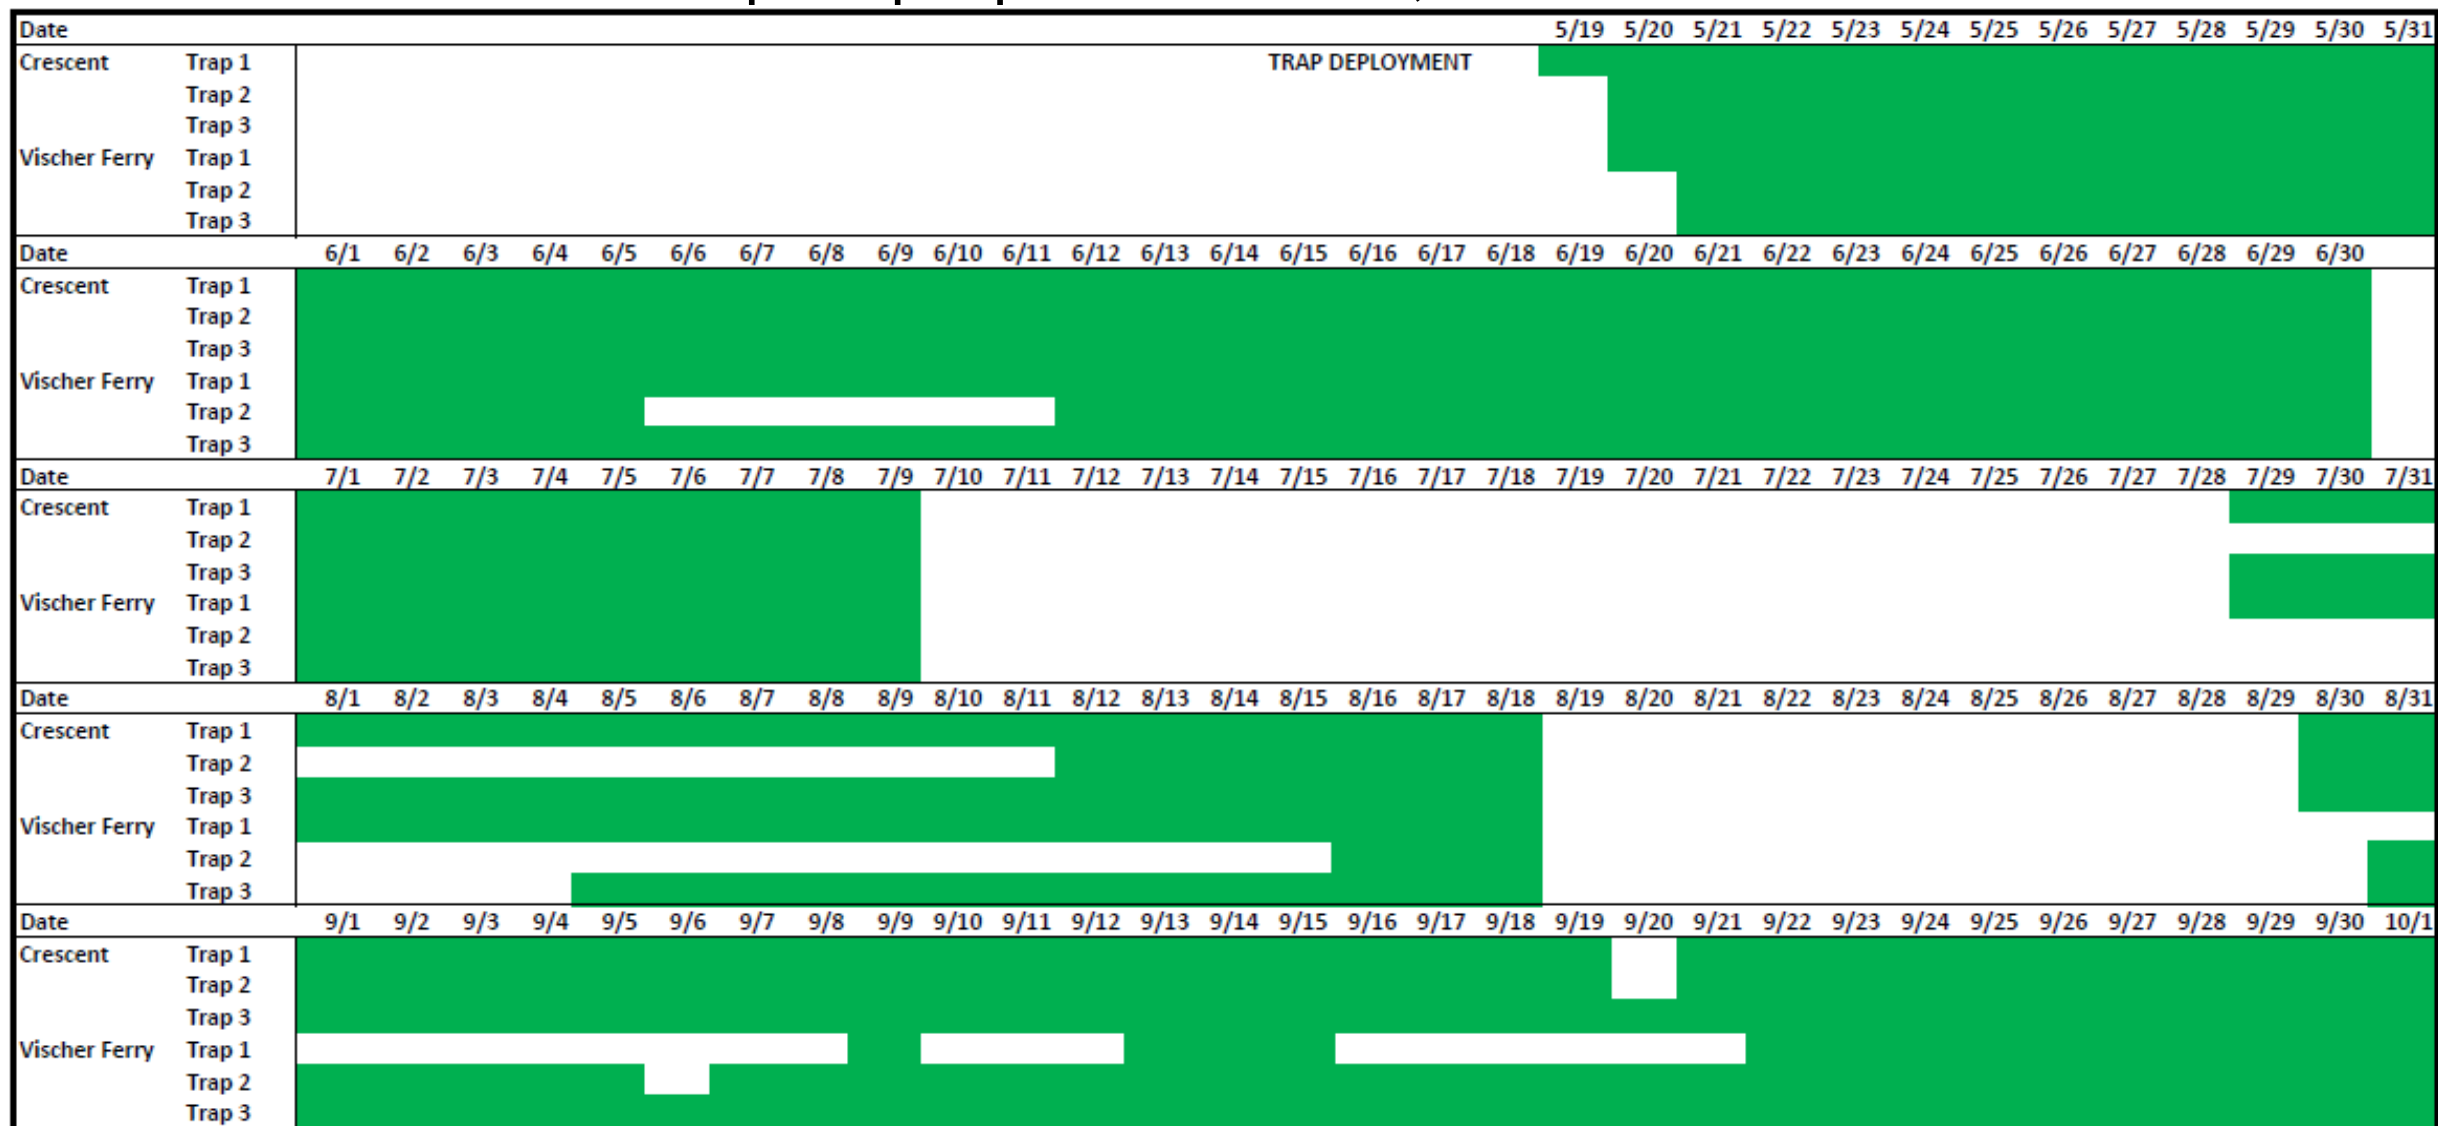 Date 5/19 5/20 5/21 5/22 5/23 5/24 5/25 5/26 5/27 5/28 5/29 5/30 5/31
Crescent Trap 1 TRAP DEPLOYMENT
Trap 2
Trap 3
Vischer Ferry Trap 1
Trap 2
Trap 3
Date 6/1 6/2 6/3 6/4 6/5 6/6 6/7 6/8 6/9 6/10 6/11 6/12 6/13 6/14 6/15 6/16 6/17 6/18 6/19 6/20 6/21 6/22 6/23 6/24 6/25 6/26 6/27 6/28 6/29 6/30
Crescent Trap 1
Trap 2
Trap 3
Vischer Ferry Trap 1
Trap 2
Trap 3
Date 7/1 7/2 7/3 7/4 7/5 7/6 7/7 7/8 7/9 7/10 7/11 7/12 7/13 7/14 7/15 7/16 7/17 7/18 7/19 7/20 7/21 7/22 7/23 7/24 7/25 7/26 7/27 7/28 7/29 7/30 7/31
Crescent Trap 1
Trap 2
Trap 3
Vischer Ferry Trap 1
Trap 2
Trap 3
Date 8/1 8/2 8/3 8/4 8/5 8/6 8/7 8/8 8/9 8/10 8/11 8/12 8/13 8/14 8/15 8/16 8/17 8/18 8/19 8/20 8/21 8/22 8/23 8/24 8/25 8/26 8/27 8/28 8/29 8/30 8/31
Crescent Trap 1
Trap 2
Trap 3
Vischer Ferry Trap 1
Trap 2
Trap 3
Date 9/1 9/2 9/3 9/4 9/5 9/6 9/7 9/8 9/9 9/10 9/11 9/12 9/13 9/14 9/15 9/16 9/17 9/18 9/19 9/20 9/21 9/22 9/23 9/24 9/25 9/26 9/27 9/28 9/29 9/30 10/1
Crescent Trap 1
Trap 2
Trap 3
Vischer Ferry Trap 1
Trap 2
Trap 3